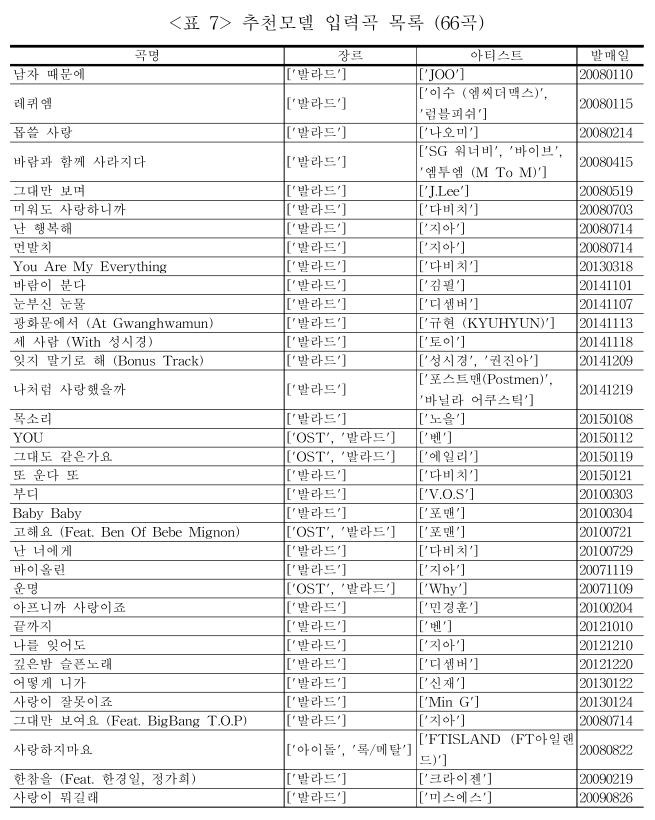 <표 7> 추천모델 입력곡 목록 (66곡)
곡명 장르 아티스트 발매일
남자 때문에 ['발라드'] ['JOO'] 20080110
레퀴엠 ['발라드'] ['이수 (엠씨더맥스)', '럼블피쉬'] 20080115
몹쓸 사랑 ['발라드'] ['나오미'] 20080214
바람과 함께 사라지다 ['발라드'] ['SG 워너비', '바이브', '엠투엠 (M To M)'] 20080415
그대만 보며 ['발라드'] ['J.Lee'] 20080519
미워도 사랑하니까 ['발라드'] ['다비치'] 20080703
난 행복해 ['발라드'] ['지아'] 20080714
먼발치 ['발라드'] ['지아'] 20080714
You Are My Everything ['발라드'] ['다비치'] 20130318
바람이 분다 ['발라드'] ['김필'] 20141101
눈부신 눈물 ['발라드'] ['디셈버'] 20141107
광화문에서 (At Gwanghwamun) ['발라드'] ['규현 (KYUHYUN)'] 20141113
세 사람 (With 성시경) ['발라드'] ['토이'] 20141118
잊지 말기로 해 (Bonus Track) ['발라드'] ['성시경', '권진아'] 20141209
나처럼 사랑했을까 ['발라드'] ['포스트맨(Postmen)', '바닐라 어쿠스틱'] 20141219
목소리 ['발라드'] ['노을'] 20150108
YOU ['OST', '발라드'] ['벤'] 20150112
그대도 같은가요 ['OST', '발라드'] ['에일리'] 20150119
또 운다 또 ['발라드'] ['다비치'] 20150121
부디 ['발라드'] ['V.O.S'] 20100303
Baby Baby ['발라드'] ['포맨'] 20100304
고해요 (Feat. Ben Of Bebe Mignon) ['OST', '발라드'] ['포맨'] 20100721
난 너에게 ['발라드'] ['다비치'] 20100729
바이올린 ['발라드'] ['지아'] 20071119
운명 ['OST', '발라드'] ['Why'] 20071109
아프니까 사랑이죠 ['발라드'] ['민경훈'] 20100204
끝까지 ['발라드'] ['벤'] 20121010
나를 잊어도 ['발라드'] ['지아'] 20121210
깊은밤 슬픈노래 ['발라드'] ['디셈버'] 20121220
어떻게 니가 ['발라드'] ['신재'] 20130122
사랑이 잘못이죠 ['발라드'] ['Min G'] 20130124
그대만 보여요 (Feat. BigBang T.O.P) ['발라드'] ['지아'] 20080714
사랑하지마요 ['아이돌', '록/메탈'] ['FTISLAND (FT아일랜드)'] 20080822
한참을 (Feat. 한경일, 정가희) ['발라드'] ['크라이젠'] 20090219
사랑이 뭐길래 ['발라드'] ['미스에스'] 20090826